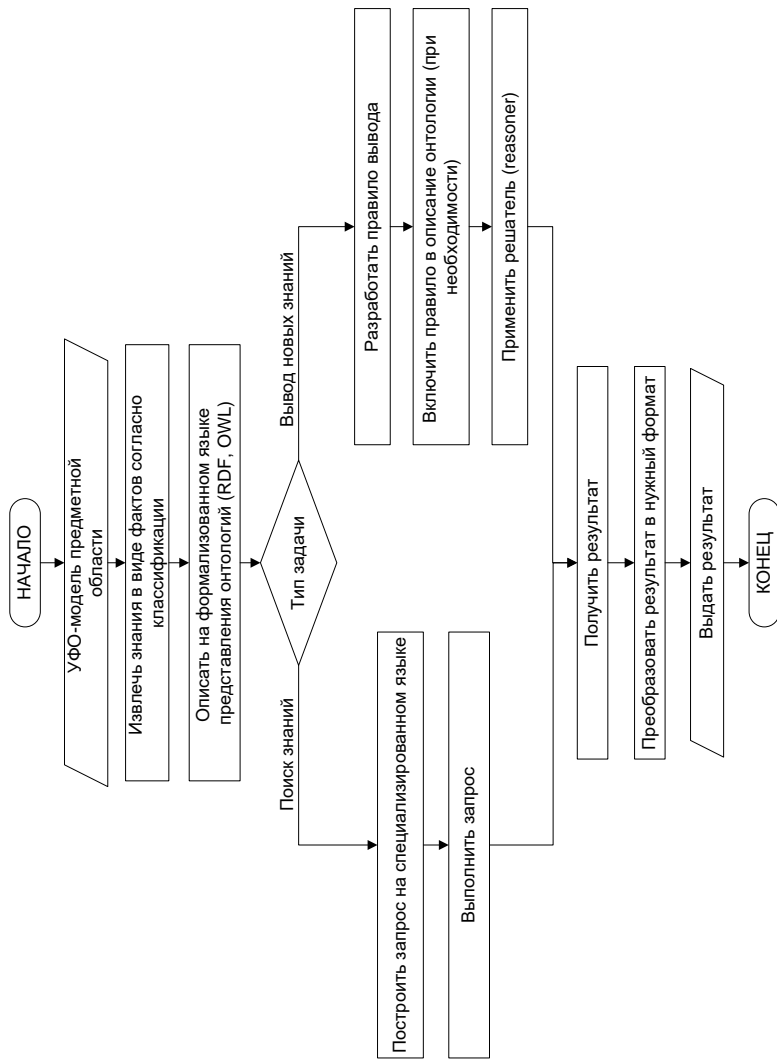 НАЧАЛО
УФО-модель предметной
области
Извлечь знания в виде фактов согласно
классификации
Описать на формализованном языке
представления онтологий (RDF, OWL)
Тип задачи
Поиск знаний
Вывод новых знаний
Построить запрос на специализированном языке
Выполнить запрос
Разработать правило вывода
Включить правило в описание онтологии (при
необходимости)
Применить решатель (reasoner)
Получить результат
Преобразовать результат в нужный формат
Выдать результат
КОНЕЦ